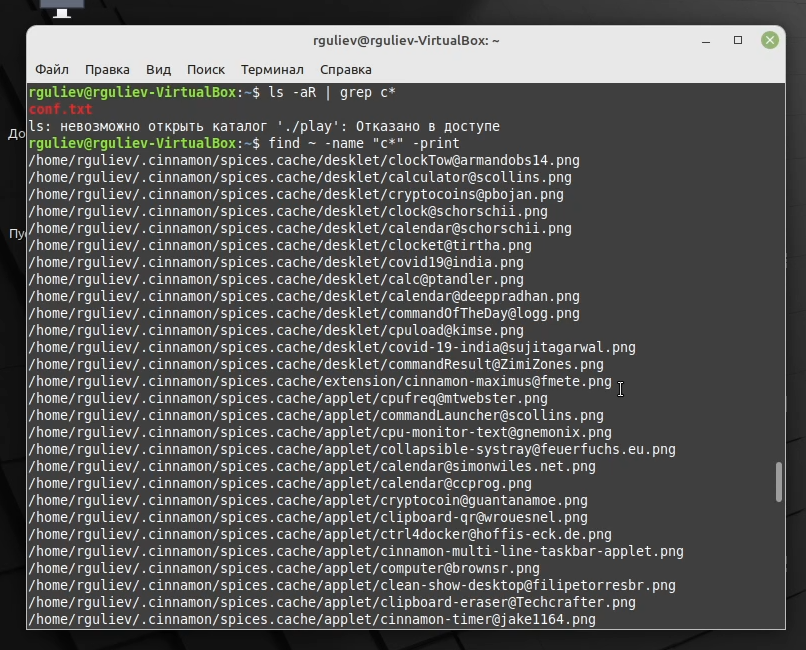 rguliev@rguliev-VirtualBox: ~
Файл Правка Вид Поиск Терминал Справка
rguliev@rguliev-VirtualBox:~$ ls -aR | grep c*
conf.txt
ls: невозможно открыть каталог './play': Отказано в доступе
rguliev@rguliev-VirtualBox:~$ find ~ -name "c*" -print
/home/rguliev/.cinnamon/spices.cache/desklet/clockTow@armandobs14.png
/home/rguliev/.cinnamon/spices.cache/desklet/calculator@scollins.png
/home/rguliev/.cinnamon/spices.cache/desklet/cryptocoins@pbojan.png
/home/rguliev/.cinnamon/spices.cache/desklet/clock@schorschii.png
/home/rguliev/.cinnamon/spices.cache/desklet/calendar@schorschii.png
/home/rguliev/.cinnamon/spices.cache/desklet/clocket@tirtha.png
/home/rguliev/.cinnamon/spices.cache/desklet/covid19@india.png
/home/rguliev/.cinnamon/spices.cache/desklet/calc@ptandler.png
/home/rguliev/.cinnamon/spices.cache/desklet/calendar@deeppradhan.png
/home/rguliev/.cinnamon/spices.cache/desklet/commandOfTheDay@logg.png
/home/rguliev/.cinnamon/spices.cache/desklet/cpuload@kimse.png
/home/rguliev/.cinnamon/spices.cache/desklet/covid-19-india@sujitagarwal.png
/home/rguliev/.cinnamon/spices.cache/desklet/commandResult@ZimiZones.png
/home/rguliev/.cinnamon/spices.cache/extension/cinnamon-maximus@fmete.png
/home/rguliev/.cinnamon/spices.cache/applet/cpufreq@mtwebster.png
/home/rguliev/.cinnamon/spices.cache/applet/commandLauncher@scollins.png
/home/rguliev/.cinnamon/spices.cache/applet/cpu-monitor-text@gnemonix.png
/home/rguliev/.cinnamon/spices.cache/applet/collapsible-systray@feuerfuchs.eu.png
/home/rguliev/.cinnamon/spices.cache/applet/calendar@simonwiles.net.png
/home/rguliev/.cinnamon/spices.cache/applet/calendar@ccprog.png
/home/rguliev/.cinnamon/spices.cache/applet/cryptocoin@guantanamoe.png
/home/rguliev/.cinnamon/spices.cache/applet/clipboard-qr@wrouesnel.png
/home/rguliev/.cinnamon/spices.cache/applet/ctrl4docker@hoffis-eck.de.png
/home/rguliev/.cinnamon/spices.cache/applet/cinnamon-multi-line-taskbar-applet.png
/home/rguliev/.cinnamon/spices.cache/applet/computer@brownsr.png
/home/rguliev/.cinnamon/spices.cache/applet/clean-show-desktop@filipetorresbr.png
/home/rguliev/.cinnamon/spices.cache/applet/clipboard-eraser@Techcrafter.png
/home/rguliev/.cinnamon/spices.cache/applet/cinnamon-timer@jake1164.png